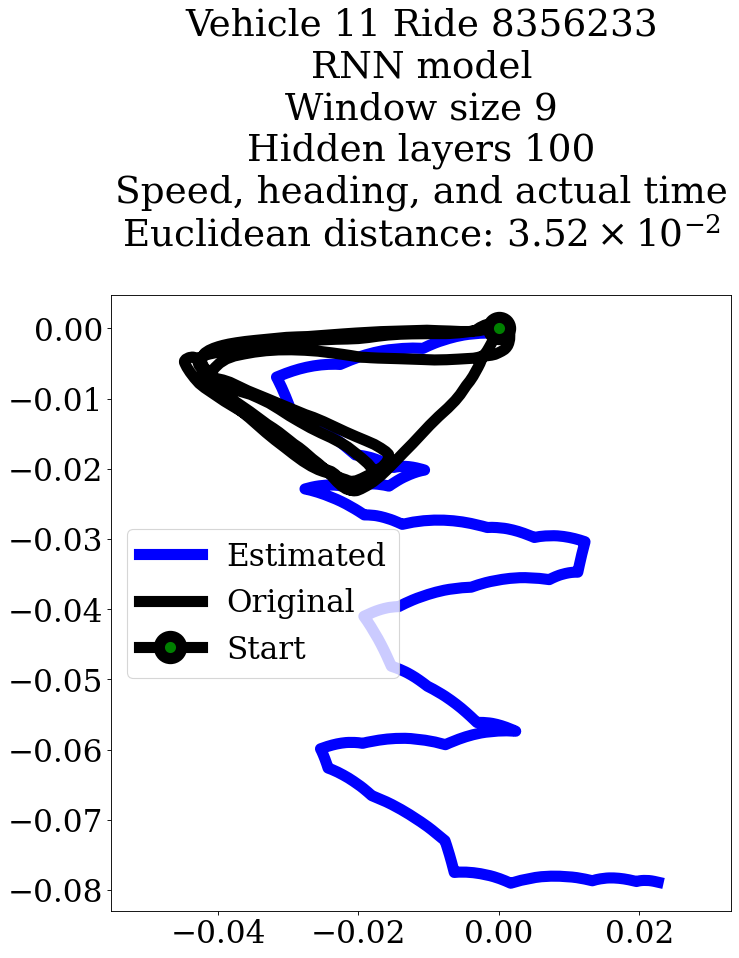 Vehicle 11 Ride 8356233
RNN model
Window size 9
Hidden layers 100
Speed, heading, and actual time
Euclidean distance: 3.52 × 10⁻²
0.00
−0.01
−0.02
−0.03
−0.04
−0.05
−0.06
−0.07
−0.08
Estimated
Original
Start
−0.04
−0.02
0.00
0.02